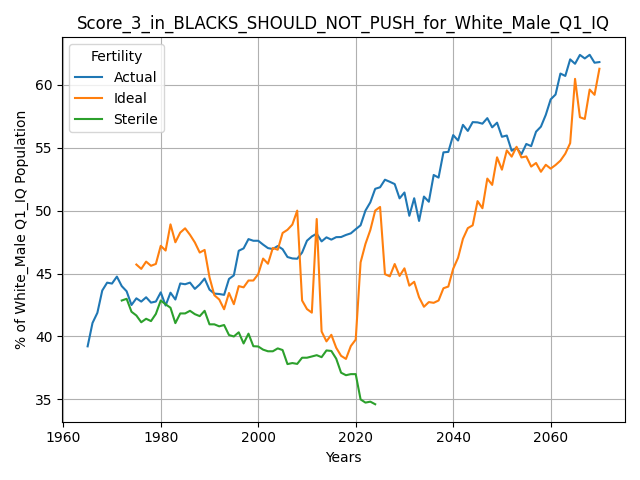 Score_3_in_BLACKS_SHOULD_NOT_PUSH_for_White_Male_Q1_IQ
Fertility
Actual
Ideal
Sterile
% of White_Male Q1_IQ Population
60
55
50
45
40
35
1960
1980
2000
2020
2040
2060
Years